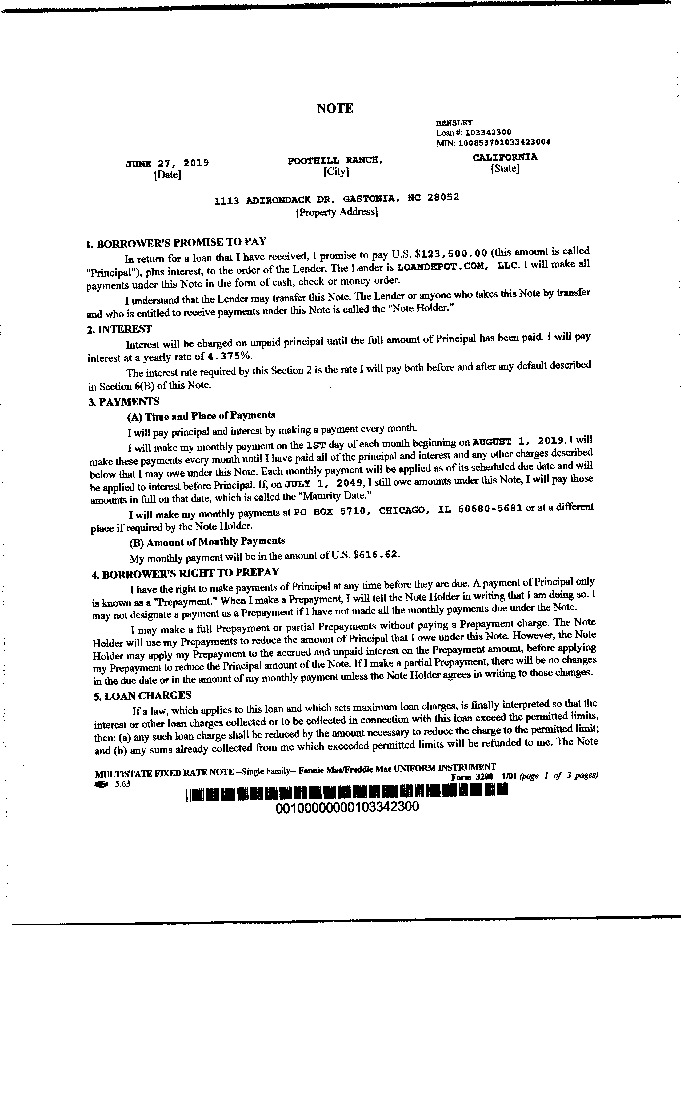 NOTE
HENSLEY
Loan #: 103342300
MIN: 100853701033423004
JUNE 27, 2019 FOOTHILL RANCH, CALIFORNIA
[Date] [City] [State]
1113 ADIRONDACK DR. GASTONIA, NC 28052
[Property Address]
1. BORROWER'S PROMISE TO PAY
In return for a loan that I have received, I promise to pay U.S. $123,500.00 (this amount is called
"Principal"), plus interest, to the order of the Lender. The Lender is LOANDEPOT.COM, LLC. I will make all
payments under this Note in the form of cash, check or money order.
I understand that the Lender may transfer this Note. The Lender or anyone who takes this Note by transfer
and who is entitled to receive payments under this Note is called the "Note Holder."
2. INTEREST
Interest will be charged on unpaid principal until the full amount of Principal has been paid. I will pay
interest at a yearly rate of 4.375%.
The interest rate required by this Section 2 is the rate I will pay both before and after any default described
in Section 6(B) of this Note.
3. PAYMENTS
(A) Time and Place of Payments
I will pay principal and interest by making a payment every month.
I will make my monthly payment on the 1ST day of each month beginning on AUGUST 1, 2019. I will
make these payments every month until I have paid all of the principal and interest and any other charges described
below that I may owe under this Note. Each monthly payment will be applied as of its scheduled due date and will
be applied to interest before Principal. If, on JULY 1, 2049, I still owe amounts under this Note, I will pay those
amounts in full on that date, which is called the "Maturity Date."
I will make my monthly payments at PO BOX 5710, CHICAGO, IL 60680-5681 or at a different
place if required by the Note Holder.
(B) Amount of Monthly Payments
My monthly payment will be in the amount of U.S. $616.62.
4. BORROWER'S RIGHT TO PREPAY
I have the right to make payments of Principal at any time before they are due. A payment of Principal only
is known as a "Prepayment." When I make a Prepayment, I will tell the Note Holder in writing that I am doing so. I
may not designate a payment as a Prepayment if I have not made all the monthly payments due under the Note.
I may make a full Prepayment or partial Prepayments without paying a Prepayment charge. The Note
Holder will use my Prepayments to reduce the amount of Principal that I owe under this Note. However, the Note
Holder may apply my Prepayment to the accrued and unpaid interest on the Prepayment amount, before applying
my Prepayment to reduce the Principal amount of the Note. If I make a partial Prepayment, there will be no changes
in the due date or in the amount of my monthly payment unless the Note Holder agrees in writing to those changes.
5. LOAN CHARGES
If a law, which applies to this loan and which sets maximum loan charges, is finally interpreted so that the
interest or other loan charges collected or to be collected in connection with this loan exceed the permitted limits,
then: (a) any such loan charge shall be reduced by the amount necessary to reduce the charge to the permitted limit;
and (b) any sums already collected from me which exceeded permitted limits will be refunded to me. The Note
MULTISTATE FIXED RATE NOTE--Single Family-- Fannie Mae/Freddie Mac UNIFORM INSTRUMENT
5.63 Form 3200 1/01 (page 1 of 3 pages)
00100000000103342300